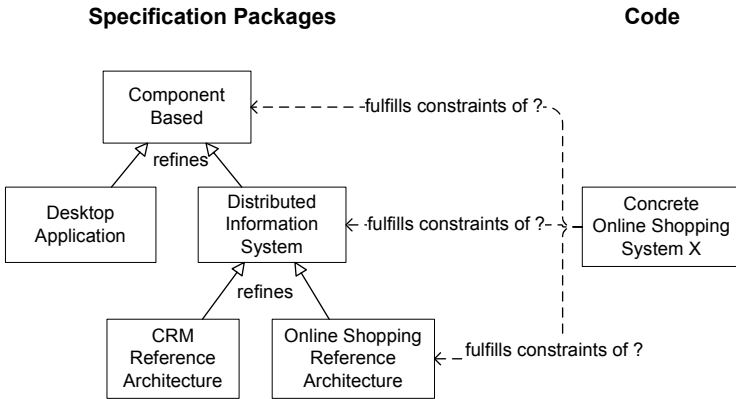 Specification Packages
Code
Component
Based
fulfills constraints of ?
refines
Desktop
Application
Distributed
Information
System
fulfills constraints of ?
Concrete
Online Shopping
System X
refines
CRM
Reference
Architecture
Online Shopping
Reference
Architecture
fulfills constraints of ?